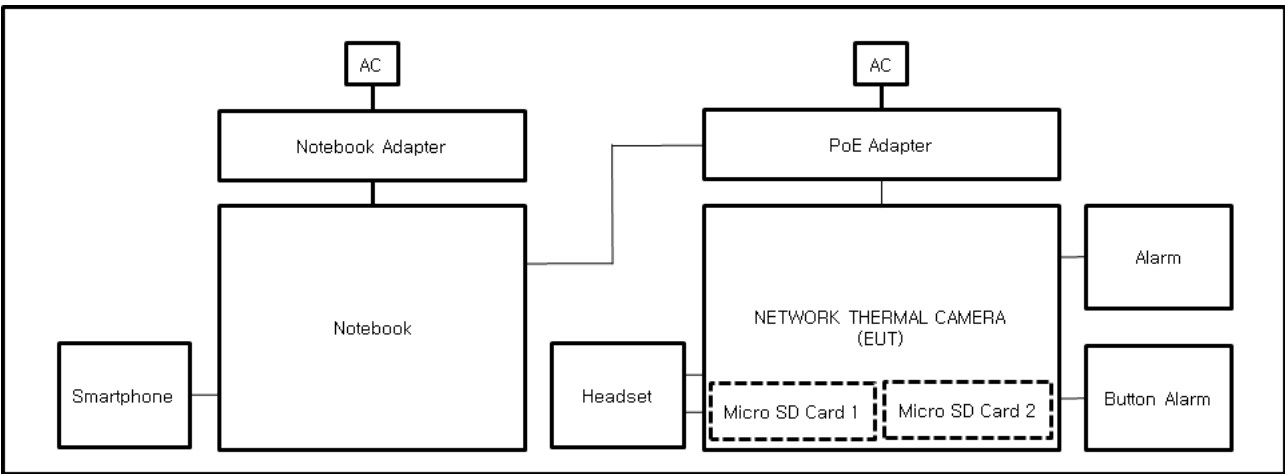 AC
AC
Notebook Adapter
PoE Adapter
Alarm
NETWORK THERMAL CAMERA
(EUT)
Notebook
Smartphone
Headset
Micro SD Card 1
Micro SD Card 2
Button Alarm